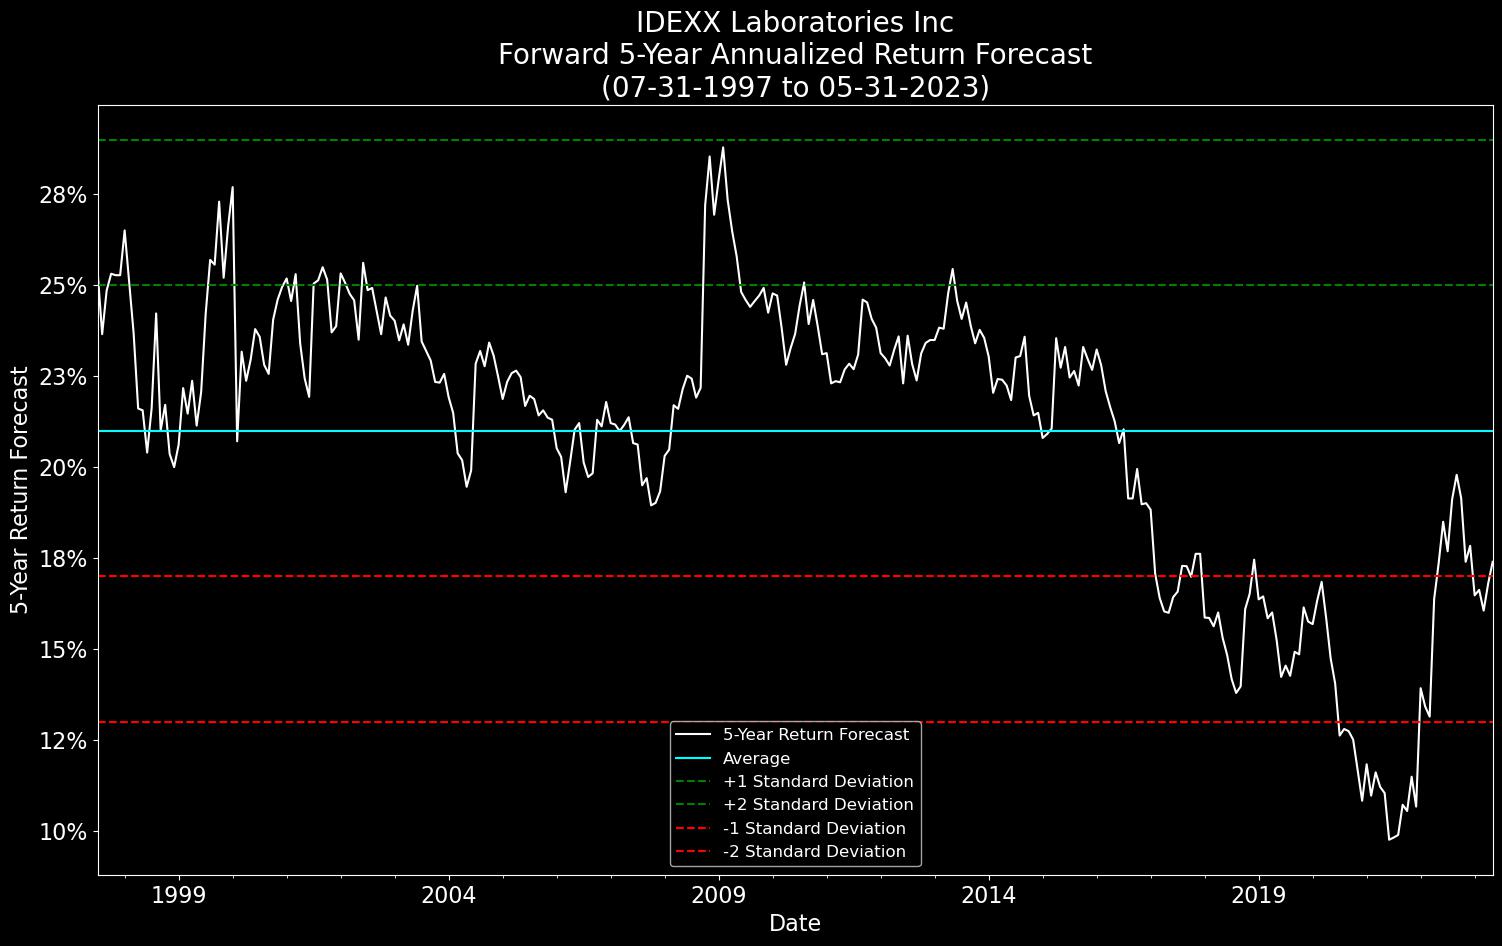 IDEXX Laboratories Inc
Forward 5-Year Annualized Return Forecast
(07-31-1997 to 05-31-2023)
5-Year Return Forecast
28%
25%
23%
20%
18%
15%
12%
10%
5-Year Return Forecast
Average
+1 Standard Deviation
+2 Standard Deviation
-1 Standard Deviation
-2 Standard Deviation
1999 2004 2009 2014 2019
Date